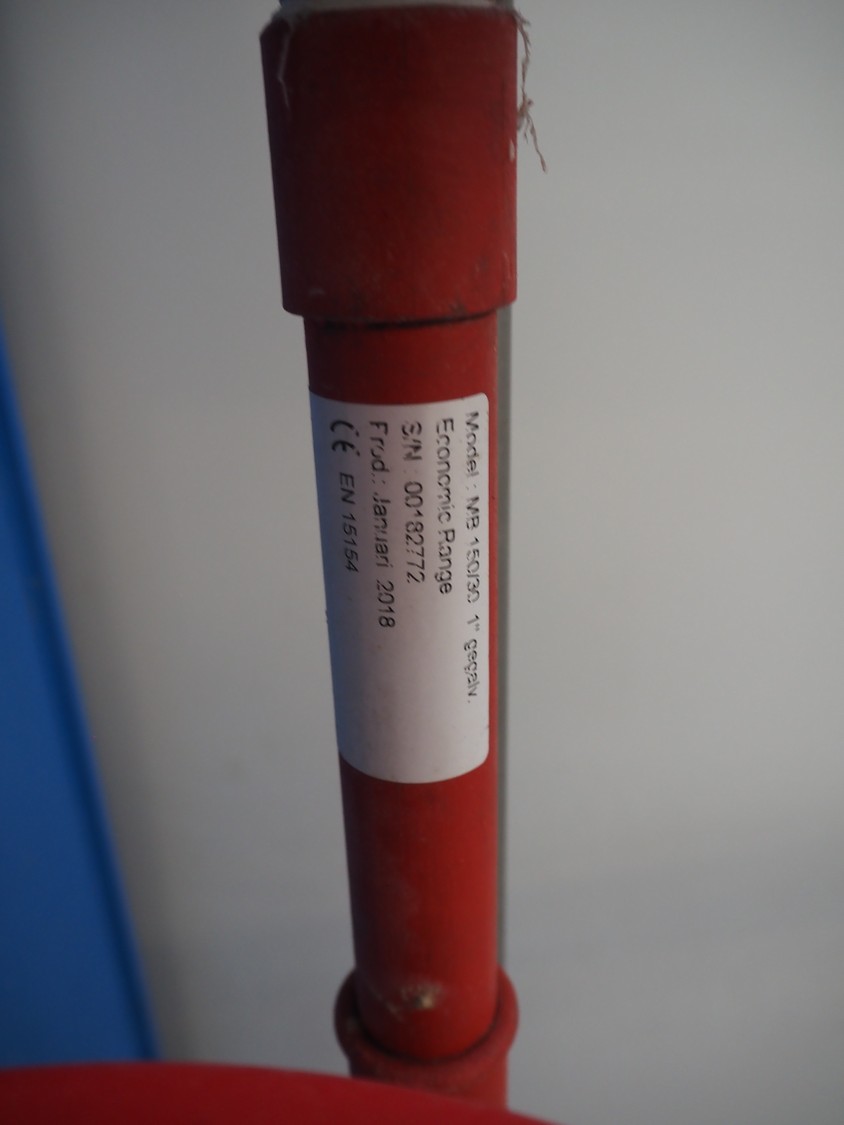 Model : MB 150/30 1" gegalv.
Economic Range
S/N : 00182772
Prod.: Januari 2018
CE EN 15154